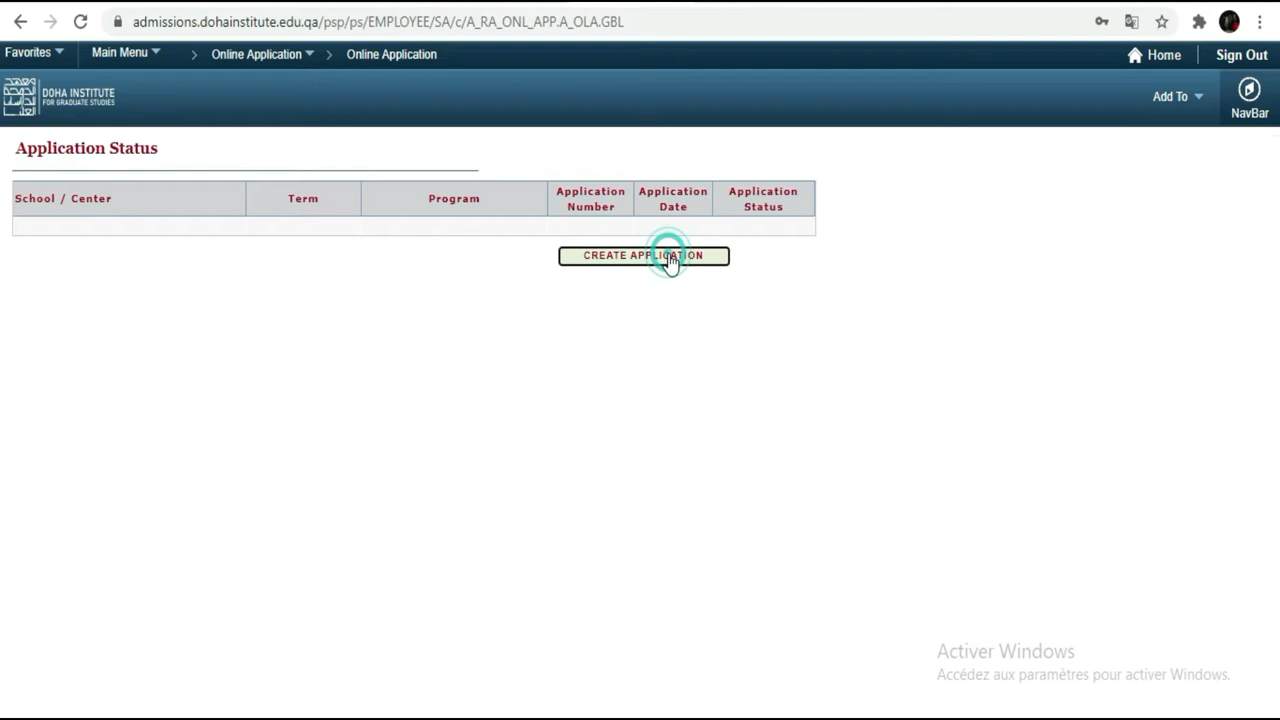 admissions.dohainstitute.edu.qa/psp/ps/EMPLOYEE/SA/c/A_RA_ONL_APP.A_OLA.GBL
Favorites Main Menu > Online Application > Online Application Home Sign Out
DOHA INSTITUTE
FOR GRADUATE STUDIES
Add To
NavBar
Application Status
School / Center Term Program Application Number Application Date Application Status
CREATE APPLICATION
Activer Windows
Accédez aux paramètres pour activer Windows.